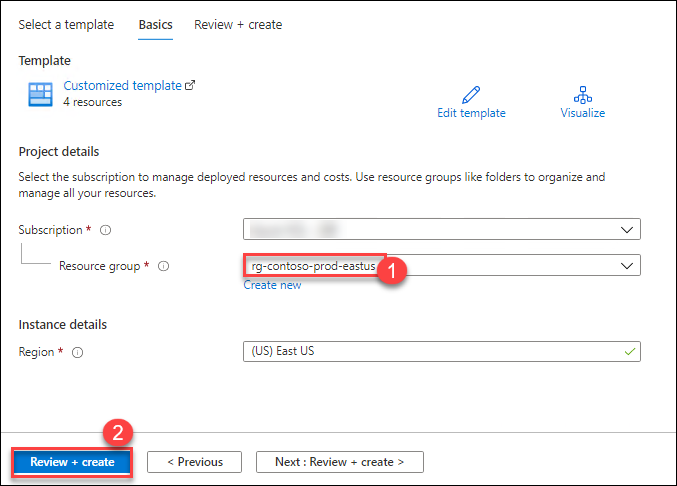 Select a template Basics Review + create
Template
Customized template
4 resources
Edit template Visualize
Project details
Select the subscription to manage deployed resources and costs. Use resource groups like folders to organize and
manage all your resources.
Subscription *
Resource group *
rg-contoso-prod-eastus
1
Create new
Instance details
Region *
(US) East US
2
Review + create
< Previous
Next : Review + create >